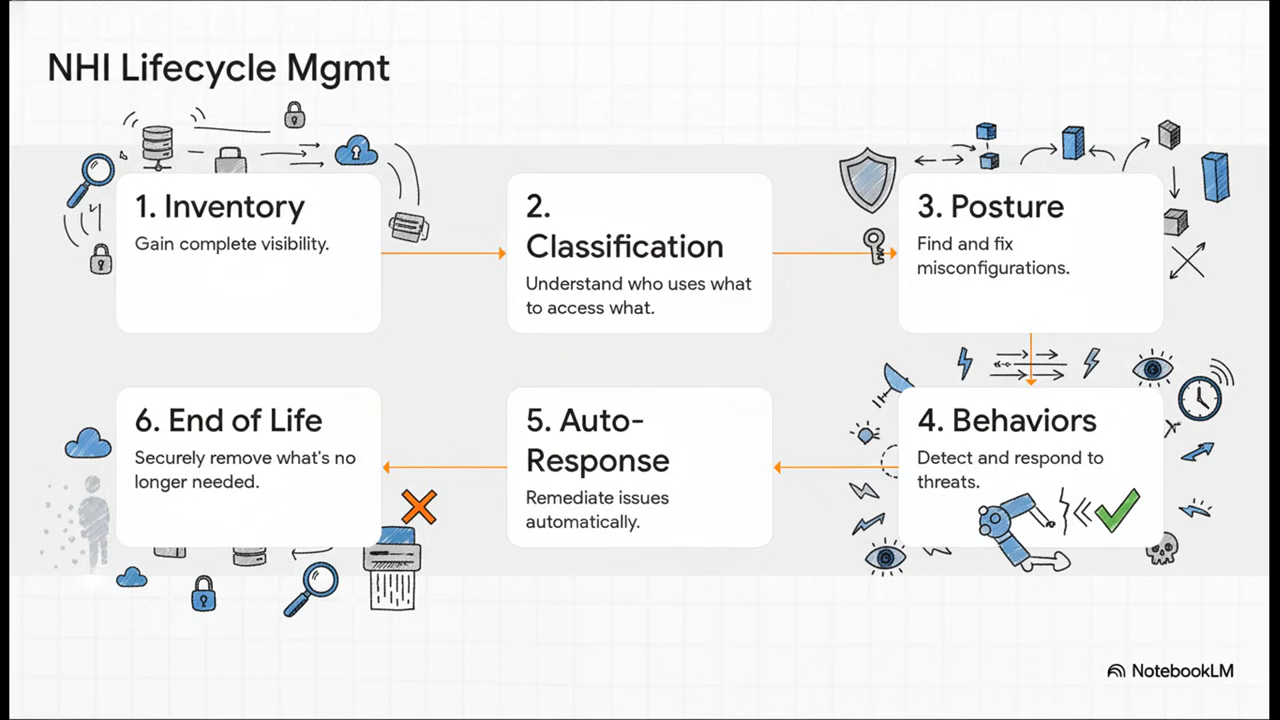 NHI Lifecycle Mgmt
1. Inventory
Gain complete visibility.
2.
Classification
Understand who uses what
to access what.
3. Posture
Find and fix
misconfigurations.
4. Behaviors
Detect and respond to
threats.
5. Auto-
Response
Remediate issues
automatically.
6. End of Life
Securely remove what's no
longer needed.
NotebookLM